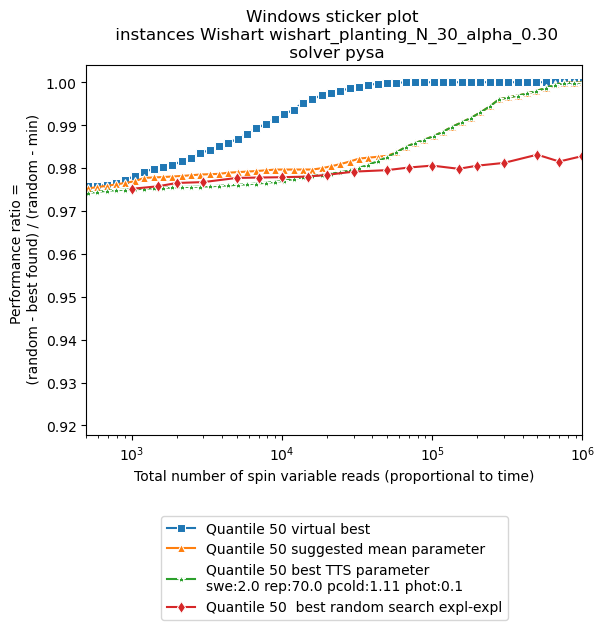 Windows sticker plot
instances Wishart wishart_planting_N_30_alpha_0.30
solver pysa
Performance ratio =
(random - best found) / (random - min)
1.00
0.99
0.98
0.97
0.96
0.95
0.94
0.93
0.92
10³
10⁴
10⁵
10⁶
Total number of spin variable reads (proportional to time)
Quantile 50 virtual best
Quantile 50 suggested mean parameter
Quantile 50 best TTS parameter
swe:2.0 rep:70.0 pcold:1.11 phot:0.1
Quantile 50  best random search expl-expl